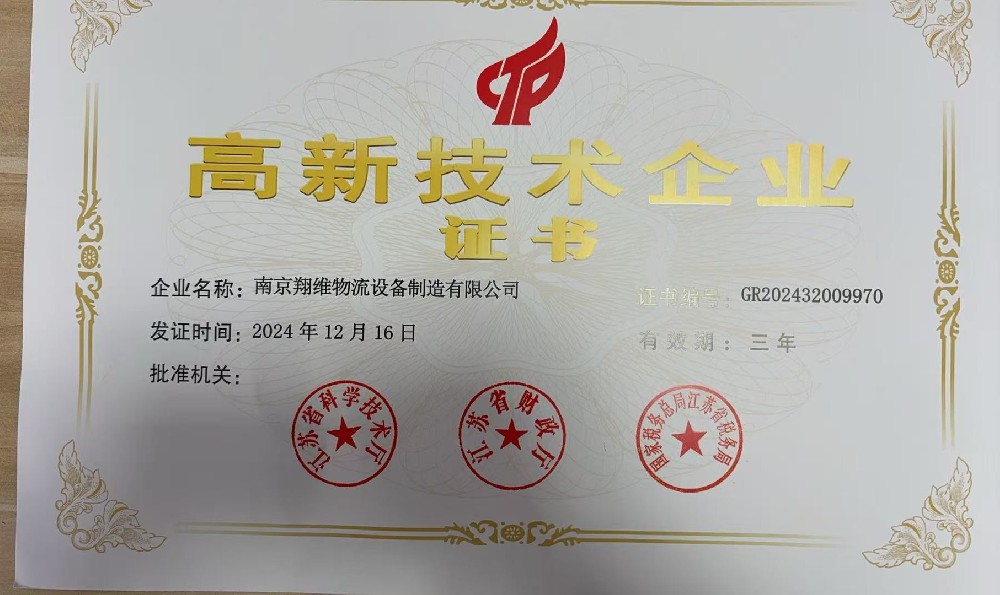 高新技术企业
证书
企业名称：南京翔维物流设备制造有限公司
证书编号：GR202432009970
发证时间：2024年12月16日
有效期：三年
批准机关：
江苏省科学技术厅
江苏省财政厅
国家税务总局江苏省税务局